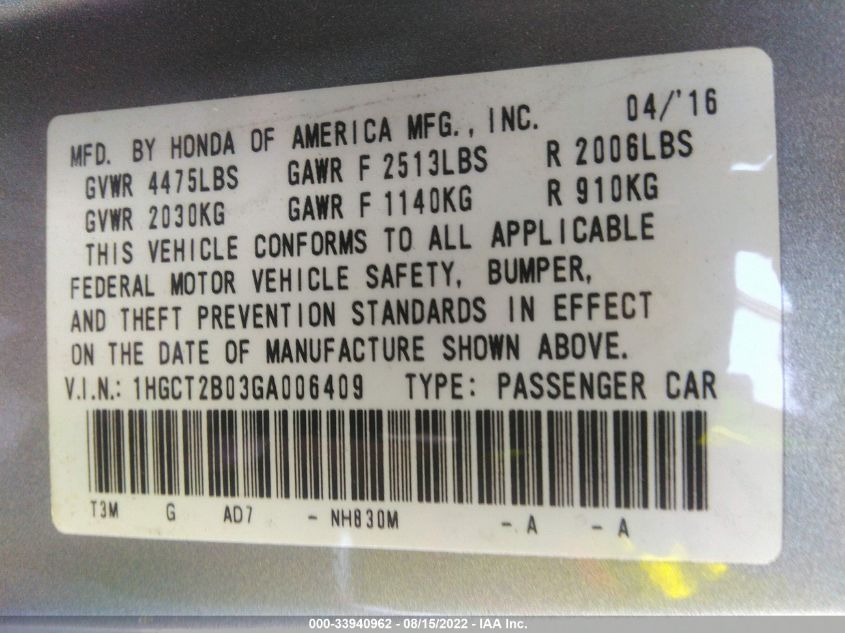 MFD. BY HONDA OF AMERICA MFG., INC. 04/'16
GVWR 4475LBS GAWR F 2513LBS R 2006LBS
GVWR 2030KG GAWR F 1140KG R 910KG
THIS VEHICLE CONFORMS TO ALL APPLICABLE
FEDERAL MOTOR VEHICLE SAFETY, BUMPER,
AND THEFT PREVENTION STANDARDS IN EFFECT
ON THE DATE OF MANUFACTURE SHOWN ABOVE.
V.I.N.: 1HGCT2B03GA006409 TYPE: PASSENGER CAR
T3M G AD7 - NH830M - A - A
000-33940962 - 08/15/2022 - IAA Inc.